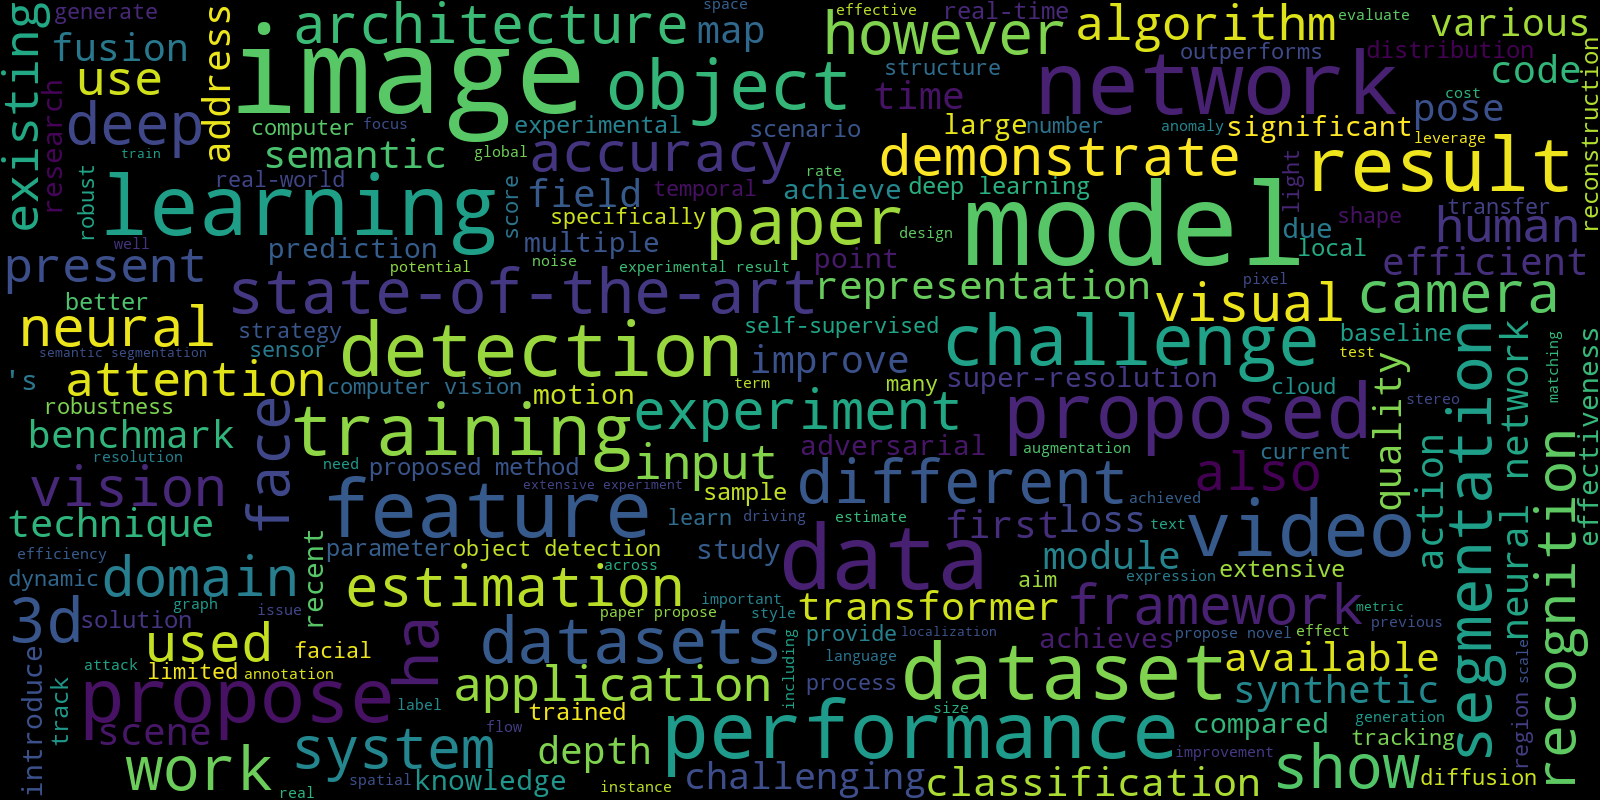 generate
architecture
space
map
effective
real-time
algorithm
evaluate
various
existing
fusion
use
address
image
object
however
structure
time
network
outperforms
distribution
code
research
deep
computer
focus
experimental
scenario
large
number
cost
pose
anomaly
significant
leverage
reconstruction
train
semantic
global
accuracy
rate
demonstrate
light
result
robust
real-world
learning
score
field
temporal
achieve
deep learning
model
shape
transfer
specifically
paper
design
due
human
well
prediction
multiple
local
present
potential
noise
experimental result
point
efficient
better
state-of-the-art
representation
pixel
visual
camera
neural
strategy
detection
self-supervised
challenge
baseline
semantic segmentation
sensor
improve
test
's
attention
computer vision
motion
term
many
super-resolution
cloud
matching
robustness
face
training
experiment
proposed
quality
stereo
segmentation
neural network
effectiveness
benchmark
resolution
need
proposed method
input
adversarial
augmentation
current
vision
extensive experiment
sample
different
also
action
recognition
technique
feature
learn
driving
estimate
achieved
first
loss
text
video
efficiency
recent
parameter
object detection
study
data
module
dynamic
domain
across
aim
expression
extensive
3d
graph
issue
estimation
important
paper propose
style
transformer
framework
metric
previous
solution
used
ha
datasets
provide
localization
achieves
propose novel
effect
facial
including
language
introduce
attack
limited
annotation
application
process
dataset
available
region
scale
track
propose
label
trained
size
synthetic
scene
flow
performance
compared
generation
tracking
system
depth
improvement
work
spatial
knowledge
challenging
classification
show
diffusion
real
instance